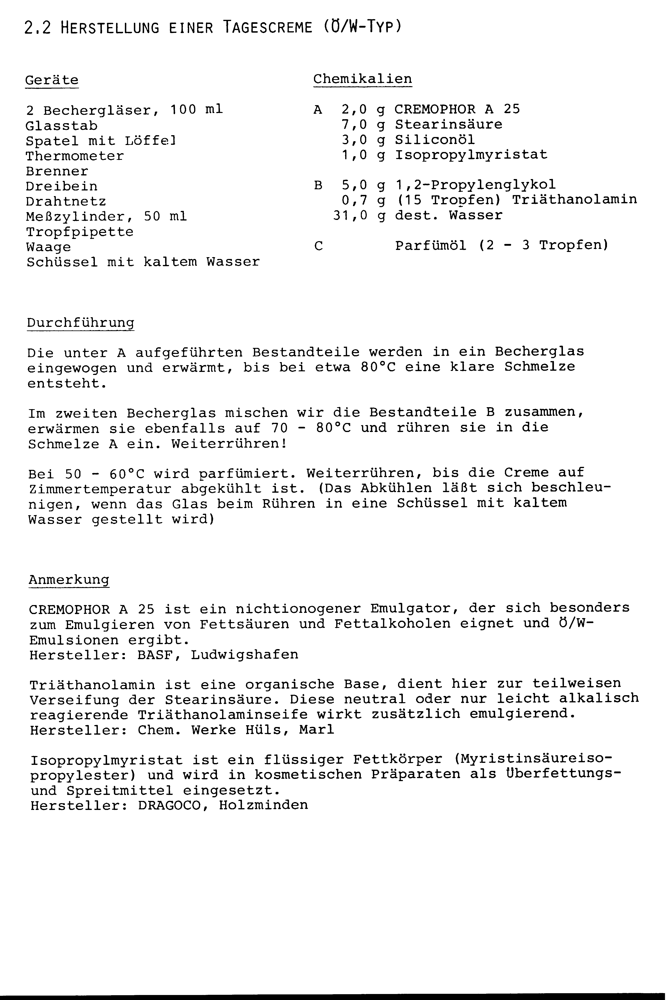 2.2 HERSTELLUNG EINER TAGESCREME (Ö/W-TYP)
Geräte
2 Bechergläser, 100 ml
Glasstab
Spatel mit Löffel
Thermometer
Brenner
Dreibein
Drahtnetz
Meßzylinder, 50 ml
Tropfpipette
Waage
Schüssel mit kaltem Wasser
Chemikalien
A 2,0 g CREMOPHOR A 25
7,0 g Stearinsäure
3,0 g Siliconöl
1,0 g Isopropylmyristat
B 5,0 g 1,2-Propylenglykol
0,7 g (15 Tropfen) Triäthanolamin
31,0 g dest. Wasser
C Parfümöl (2 - 3 Tropfen)
Durchführung
Die unter A aufgeführten Bestandteile werden in ein Becherglas
eingewogen und erwärmt, bis bei etwa 80°C eine klare Schmelze
entsteht.
Im zweiten Becherglas mischen wir die Bestandteile B zusammen,
erwärmen sie ebenfalls auf 70 - 80°C und rühren sie in die
Schmelze A ein. Weiterrühren!
Bei 50 - 60°C wird parfümiert. Weiterrühren, bis die Creme auf
Zimmertemperatur abgekühlt ist. (Das Abkühlen läßt sich beschleu-
nigen, wenn das Glas beim Rühren in eine Schüssel mit kaltem
Wasser gestellt wird)
Anmerkung
CREMOPHOR A 25 ist ein nichtionogener Emulgator, der sich besonders
zum Emulgieren von Fettsäuren und Fettalkoholen eignet und Ö/W-
Emulsionen ergibt.
Hersteller: BASF, Ludwigshafen
Triäthanolamin ist eine organische Base, dient hier zur teilweisen
Verseifung der Stearinsäure. Diese neutral oder nur leicht alkalisch
reagierende Triäthanolaminseife wirkt zusätzlich emulgierend.
Hersteller: Chem. Werke Hüls, Marl
Isopropylmyristat ist ein flüssiger Fettkörper (Myristinsäureiso-
propylester) und wird in kosmetischen Präparaten als Überfettungs-
und Spreitmittel eingesetzt.
Hersteller: DRAGOCO, Holzminden